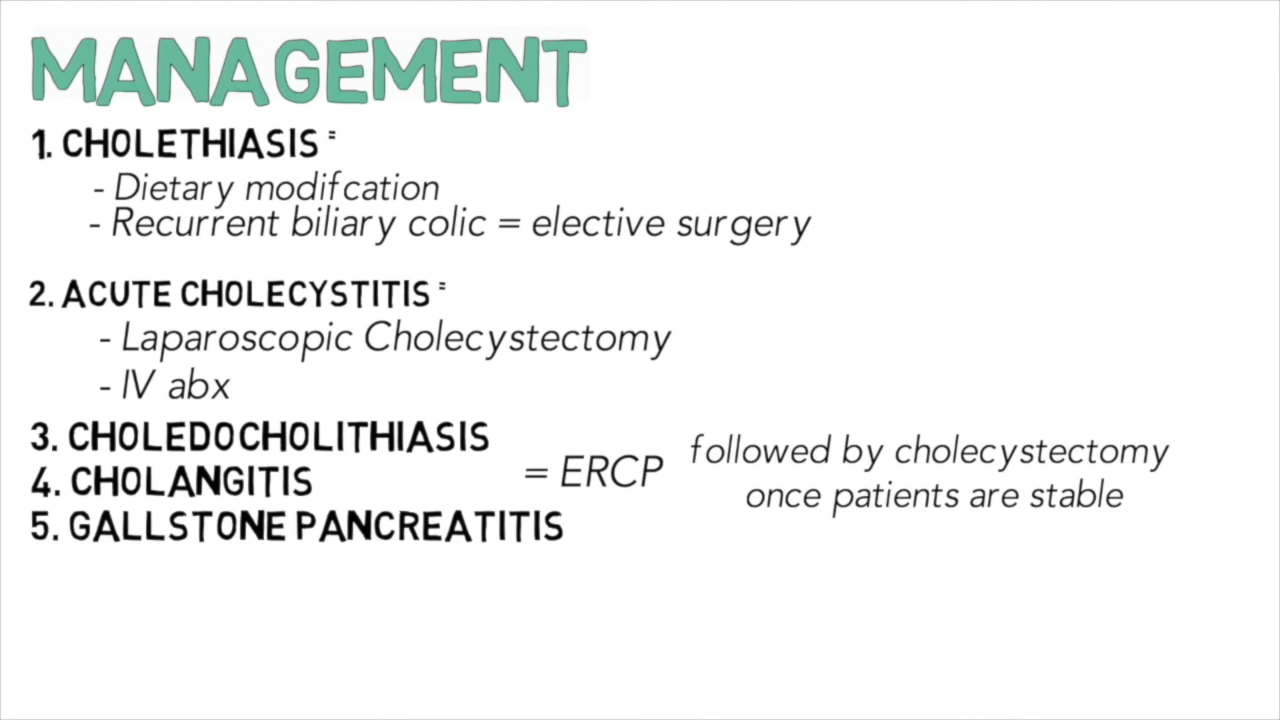 MANAGEMENT
1. CHOLETHIASIS =
- Dietary modifcation
- Recurrent biliary colic = elective surgery
2. ACUTE CHOLECYSTITIS =
- Laparoscopic Cholecystectomy
- IV abx
3. CHOLEDOCHOLITHIASIS
4. CHOLANGITIS
5. GALLSTONE PANCREATITIS
= ERCP
followed by cholecystectomy
once patients are stable